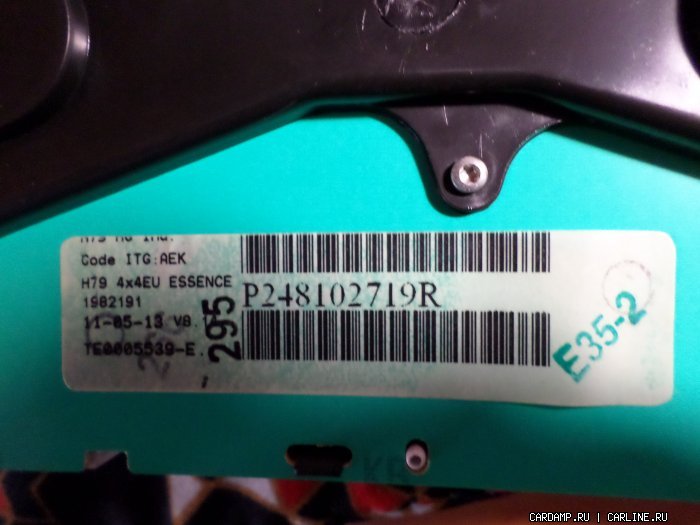 Code ITG:AEK
H79 4x4EU ESSENCE
1982191
11-05-13 V8.
TE0005539-E.
295
P248102719R
E35-2
CARDAMP.RU | CARLINE.RU